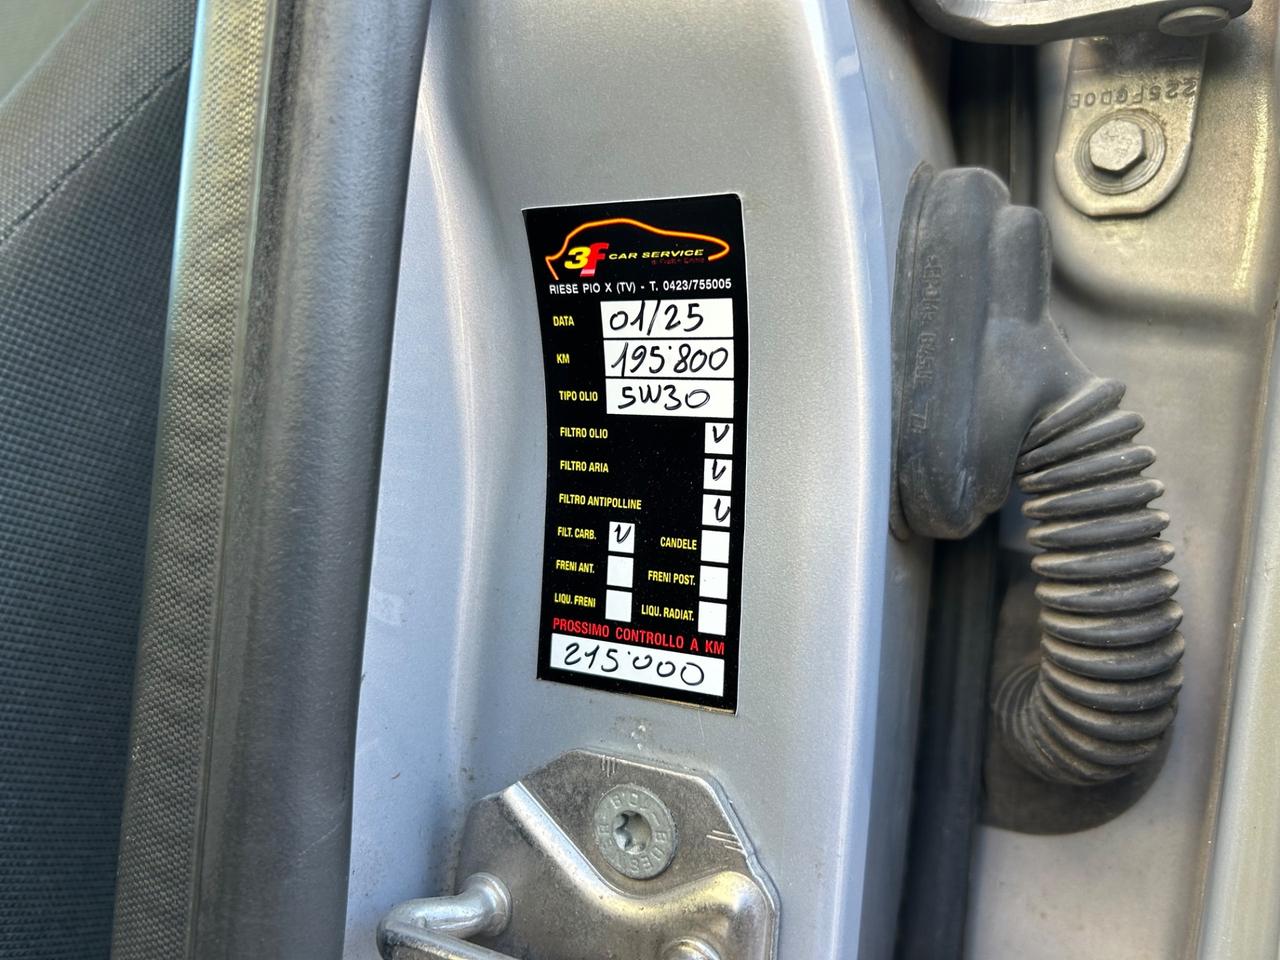 3F CAR SERVICE
RIESE PIO X (TV) - T. 0423/755005
DATA 01/25
KM 195'800
TIPO OLIO 5W30
FILTRO OLIO V
FILTRO ARIA V
FILTRO ANTIPOLLINE V
FILT. CARB. V CANDELE
FRENI ANT. FRENI POST.
LIQU. FRENI LIQU. RADIAT.
PROSSIMO CONTROLLO A KM
215'000